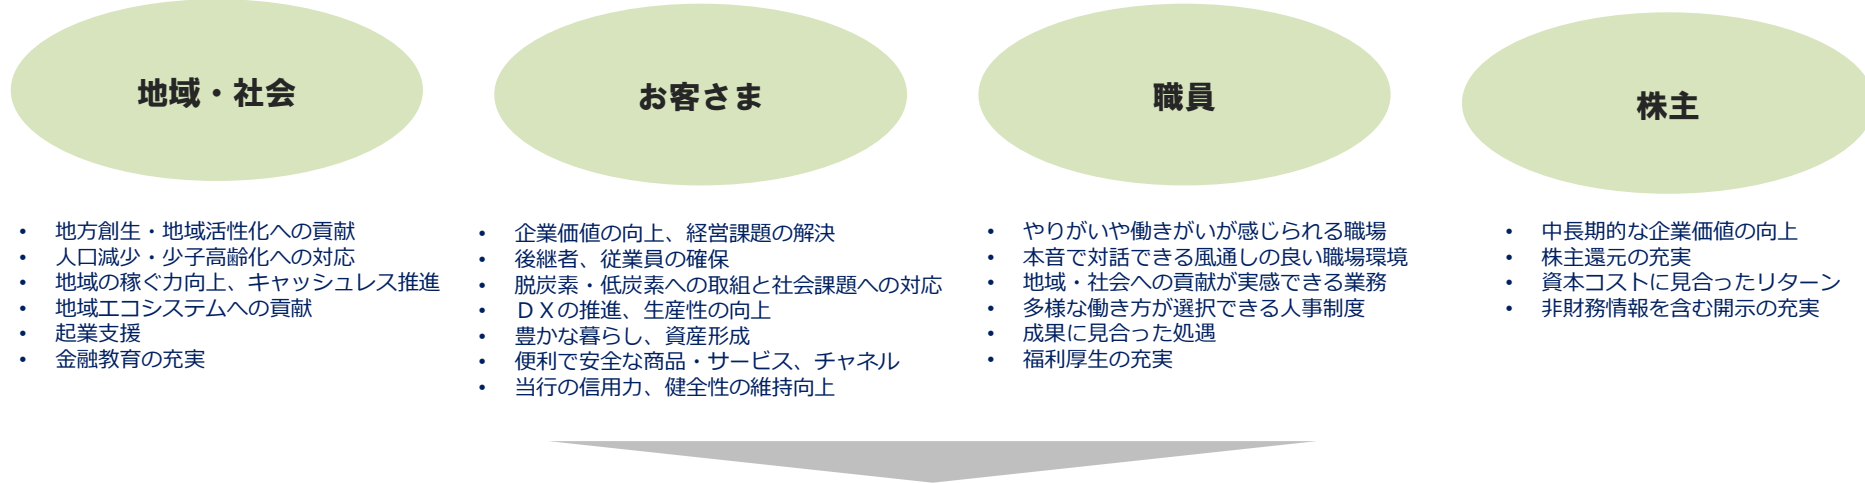 地域・社会
• 地方創生・地域活性化への貢献
• 人口減少・少子高齢化への対応
• 地域の稼ぐ力向上、キャッシュレス推進
• 地域エコシステムへの貢献
• 起業支援
• 金融教育の充実
お客さま
• 企業価値の向上、経営課題の解決
• 後継者、従業員の確保
• 脱炭素・低炭素への取組と社会課題への対応
• ＤＸの推進、生産性の向上
• 豊かな暮らし、資産形成
• 便利で安全な商品・サービス、チャネル
• 当行の信用力、健全性の維持向上
職員
• やりがいや働きがいが感じられる職場
• 本音で対話できる風通しの良い職場環境
• 地域・社会への貢献が実感できる業務
• 多様な働き方が選択できる人事制度
• 成果に見合った処遇
• 福利厚生の充実
株主
• 中長期的な企業価値の向上
• 株主還元の充実
• 資本コストに見合ったリターン
• 非財務情報を含む開示の充実